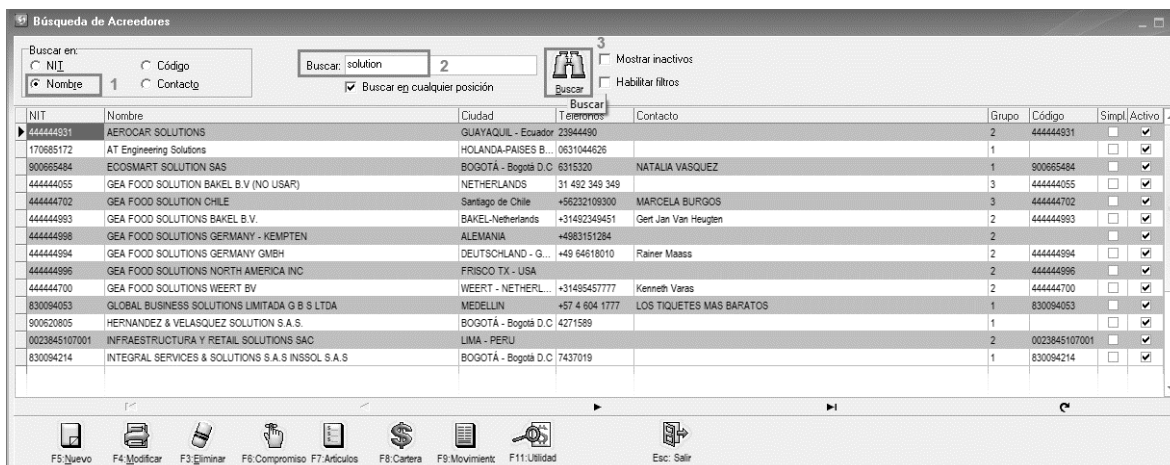 Búsqueda de Acreedores
Buscar en:
NIT Código
Nombre 1 Contacto
Buscar: solution 2
Buscar en cualquier posición
Buscar
Buscar
3
Mostrar inactivos
Habilitar filtros
NIT Nombre Ciudad Teléfonos Contacto Grupo Código Simpl. Activo
444444931 AEROCAR SOLUTIONS GUAYAQUIL - Ecuador 23944490 2 444444931
170685172 AT Engineering Solutions HOLANDA-PAISES B... 0631044626 1
900665484 ECOSMART SOLUTION SAS BOGOTÁ - Bogotá D.C 6315320 NATALIA VASQUEZ 1 900665484
444444055 GEA FOOD SOLUTION BAKEL B.V (NO USAR) NETHERLANDS 31 492 349 349 3 444444055
444444702 GEA FOOD SOLUTION CHILE Santiago de Chile +56232109300 MARCELA BURGOS 3 444444702
444444993 GEA FOOD SOLUTIONS BAKEL B.V. BAKEL-Netherlands +31492349451 Gert Jan Van Heugten 2 444444993
444444998 GEA FOOD SOLUTIONS GERMANY - KEMPTEN ALEMANIA +4983151284 2
444444994 GEA FOOD SOLUTIONS GERMANY GMBH DEUTSCHLAND - G... +49 64618010 Rainer Maass 2 444444994
444444996 GEA FOOD SOLUTIONS NORTH AMERICA INC FRISCO TX - USA 2 444444996
444444700 GEA FOOD SOLUTIONS WEERT BV WEERT - NETHERL... +31495457777 Kenneth Varas 2 444444700
830094053 GLOBAL BUSINESS SOLUTIONS LIMITADA G B S LTDA MEDELLIN +57 4 604 1777 LOS TIQUETES MAS BARATOS 1 830094053
900620805 HERNANDEZ & VELASQUEZ SOLUTION S.A.S. BOGOTÁ - Bogotá D.C 4271589 1
0023845107001 INFRAESTRUCTURA Y RETAIL SOLUTIONS SAC LIMA - PERU 2 0023845107001
830094214 INTEGRAL SERVICES & SOLUTIONS S.A.S INSSOL S.A.S BOGOTÁ - Bogotá D.C 7437019 1 830094214
F5:Nuevo F4:Modificar F3:Eliminar F6:Compromiso F7:Articulos F8:Cartera F9:Movimiento F11:Utilidad Esc: Salir